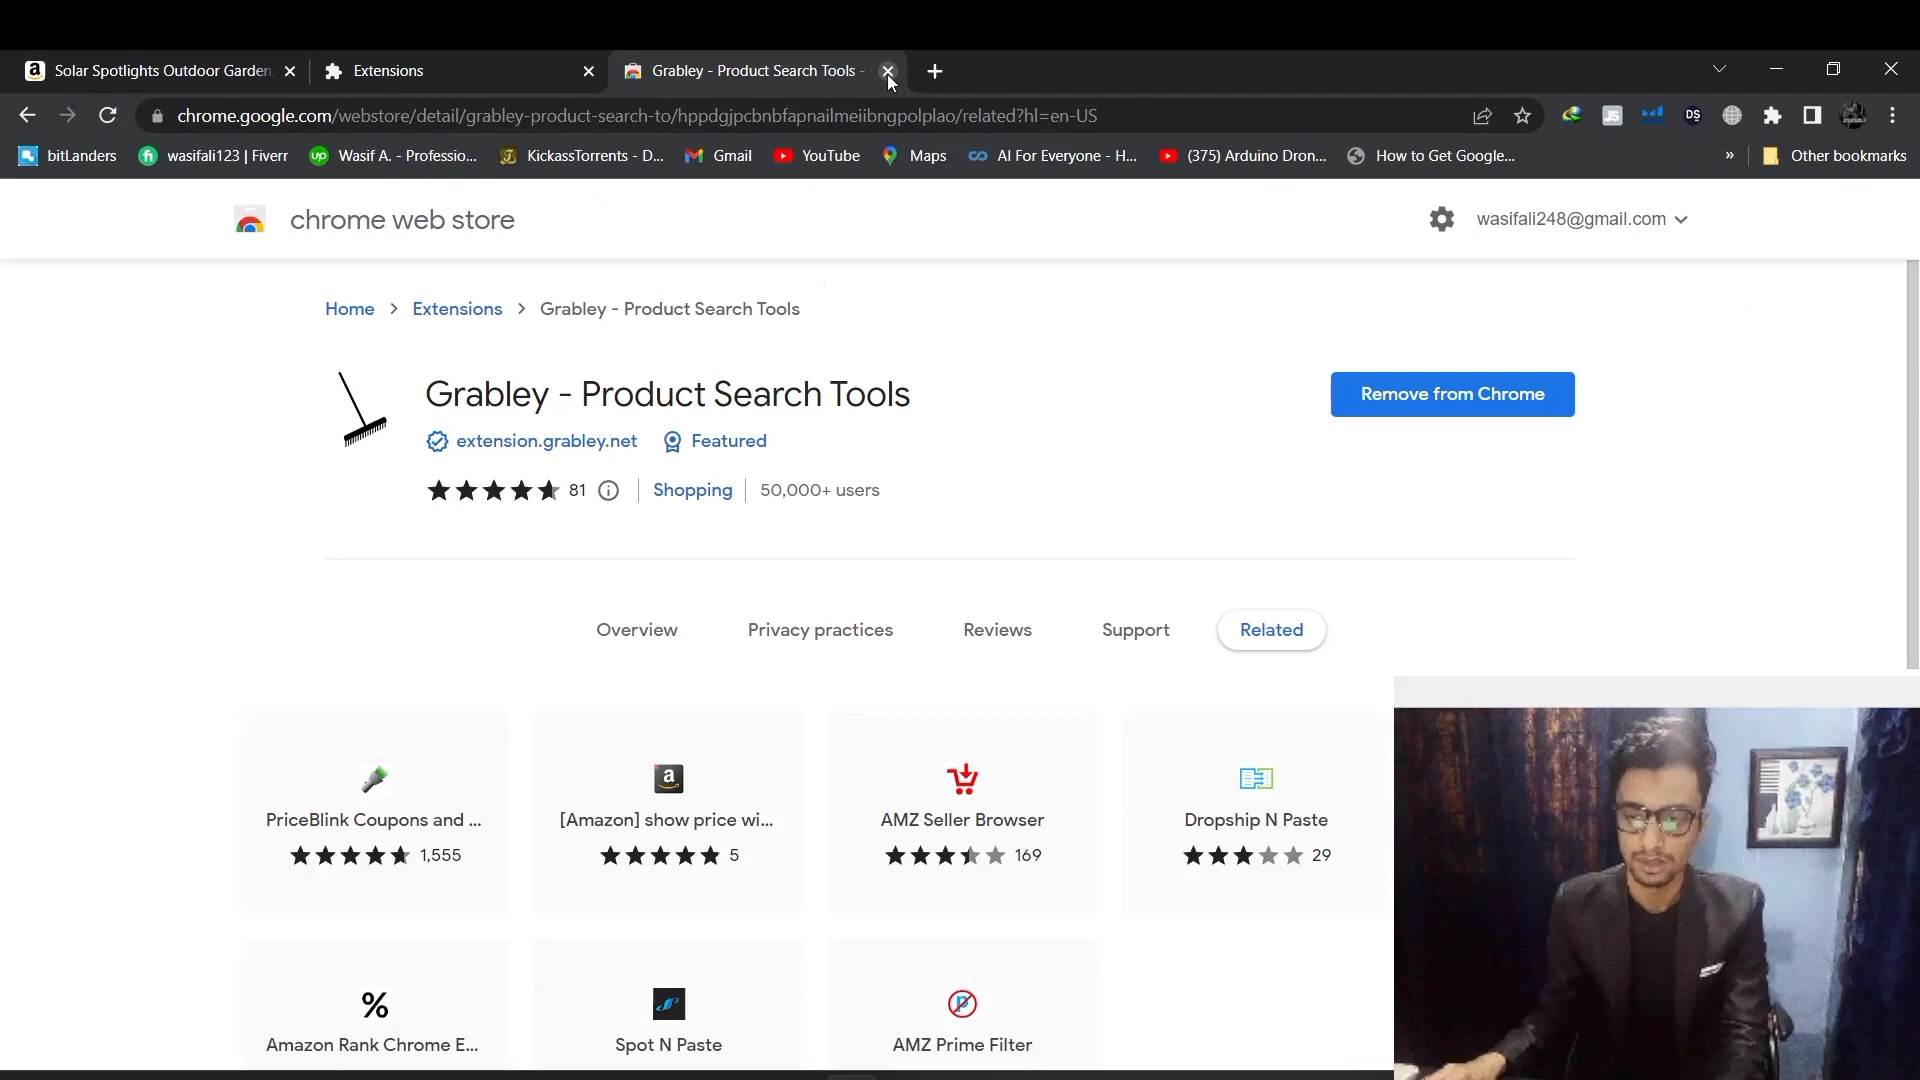 Solar Spotlights Outdoor Garden
Extensions
Grabley - Product Search Tools -
chrome.google.com/webstore/detail/grabley-product-search-to/hppdgjpcbnbfapnailmeiibngpolplao/related?hl=en-US
JS
DS
bitLanders
wasifali123 | Fiverr
Wasif A. - Professio...
KickassTorrents - D...
Gmail
YouTube
Maps
AI For Everyone - H...
(375) Arduino Dron...
How to Get Google...
»
Other bookmarks
chrome web store
wasifali248@gmail.com
Home > Extensions > Grabley - Product Search Tools
Grabley - Product Search Tools
Remove from Chrome
extension.grabley.net
Featured
81
Shopping
50,000+ users
Overview
Privacy practices
Reviews
Support
Related
PriceBlink Coupons and ...
[Amazon] show price wi...
AMZ Seller Browser
Dropship N Paste
1,555
5
169
29
Amazon Rank Chrome E...
Spot N Paste
AMZ Prime Filter